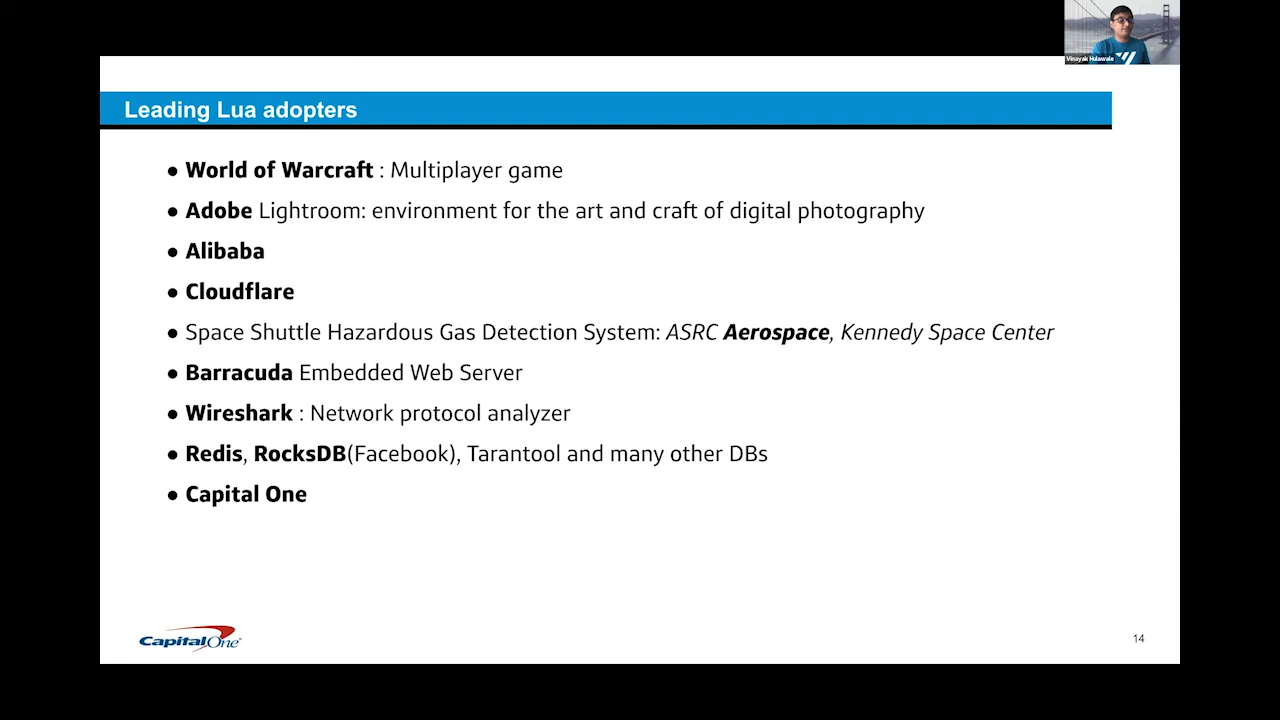 Vinayak Hulawale
Leading Lua adopters
● World of Warcraft : Multiplayer game
● Adobe Lightroom: environment for the art and craft of digital photography
● Alibaba
● Cloudflare
● Space Shuttle Hazardous Gas Detection System: ASRC Aerospace, Kennedy Space Center
● Barracuda Embedded Web Server
● Wireshark : Network protocol analyzer
● Redis, RocksDB(Facebook), Tarantool and many other DBs
● Capital One
CapitalOne®
14